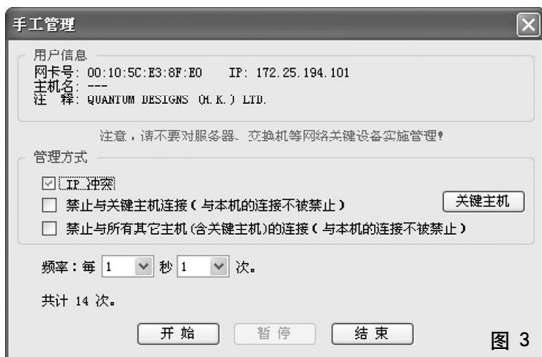 手工管理
用户信息
网卡号: 00:10:5C:E3:8F:E0 IP: 172.25.194.101
主机名: ---
注 释: QUANTUM DESIGNS (H.K.) LTD.
注意:请不要对服务器、交换机等网络关键设备实施管理!
管理方式
IP 冲突
禁止与关键主机连接(与本机的连接不被禁止)
关键主机
禁止与所有其它主机(含关键主机)的连接(与本机的连接不被禁止)
频率:每 1 秒 1 次。
共计 14 次。
开 始 暂 停 结 束
图 3